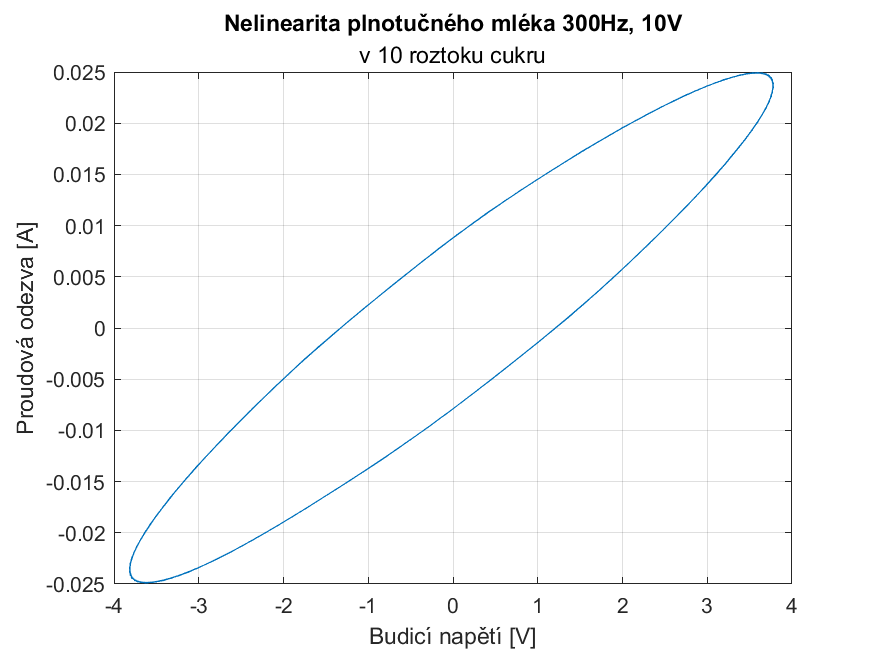 Nelinearita plnotučného mléka 300Hz, 10V
v 10 roztoku cukru
0.025
0.02
0.015
0.01
0.005
0
-0.005
-0.01
-0.015
-0.02
-0.025
Proudová odezva [A]
-4 -3 -2 -1 0 1 2 3 4
Budicí napětí [V]